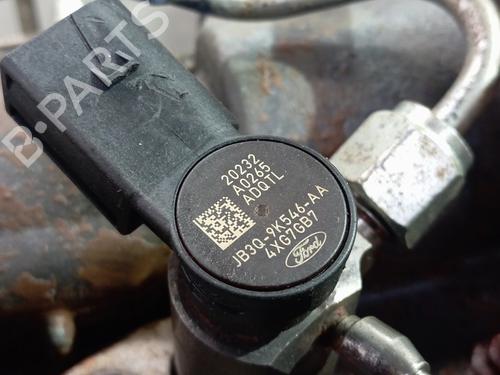 B-PARTS
20232
A0265
ADQTL
JB3Q-9K546-AA
4XG7GB7
Ford